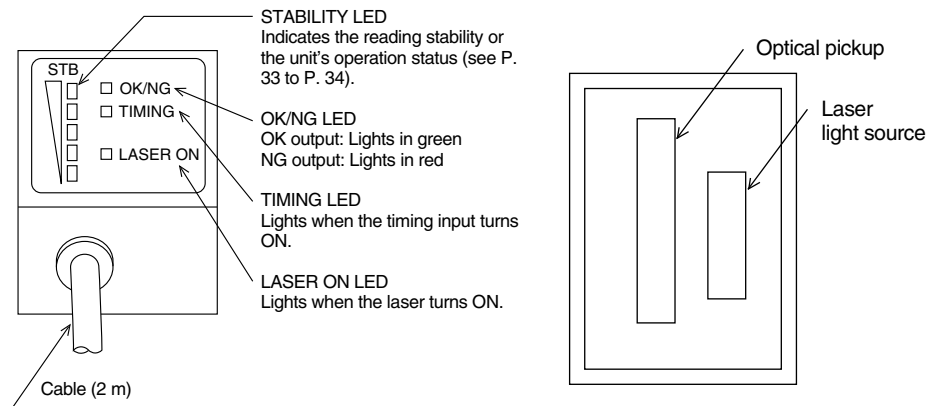 STABILITY LED
Indicates the reading stability or
the unit's operation status (see P.
33 to P. 34).
STB
OK/NG
TIMING
LASER ON
OK/NG LED
OK output: Lights in green
NG output: Lights in red
TIMING LED
Lights when the timing input turns
ON.
LASER ON LED
Lights when the laser turns ON.
Cable (2 m)
Optical pickup
Laser
light source